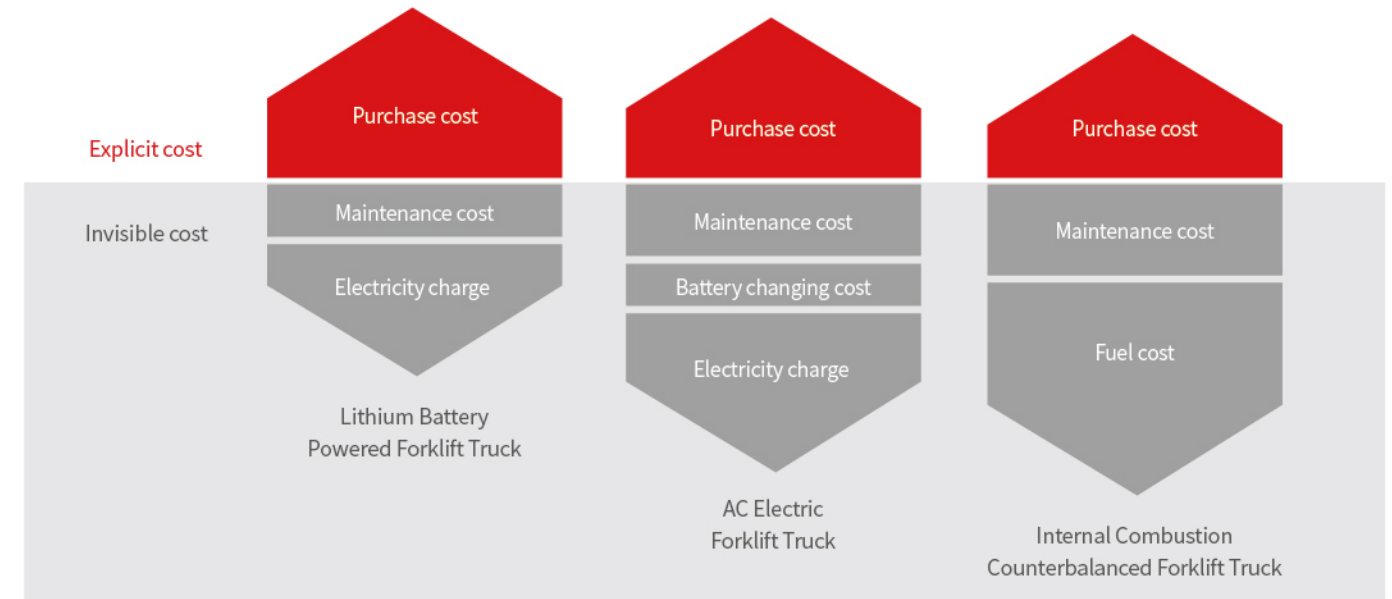 Explicit cost
Invisible cost
Purchase cost
Maintenance cost
Electricity charge
Lithium Battery
Powered Forklift Truck
Purchase cost
Maintenance cost
Battery changing cost
Electricity charge
AC Electric
Forklift Truck
Purchase cost
Maintenance cost
Fuel cost
Internal Combustion
Counterbalanced Forklift Truck